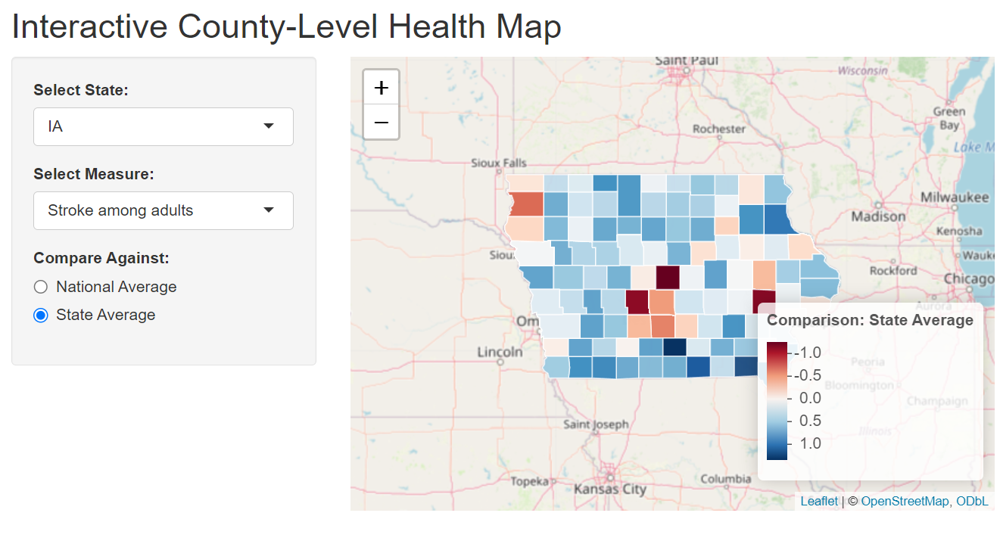 Interactive County-Level Health Map
Select State:
IA
Select Measure:
Stroke among adults
Compare Against:
National Average
State Average
+
−
Saint Paul
Wisconsin
Green
Bay
Rochester
Lake M
Sioux Falls
Milwaukee
Madison
Kenosha
Sioux
Wauke
Rockford
Chicago
Aurora
Om
Lincoln
Comparison: State Average
-1.0
-0.5
0.0
0.5
1.0
Peoria
Bloomington
Champaign
Illinois
Saint Joseph
Topeka
Kansas City
Columbia
Leaflet | © OpenStreetMap, ODbL